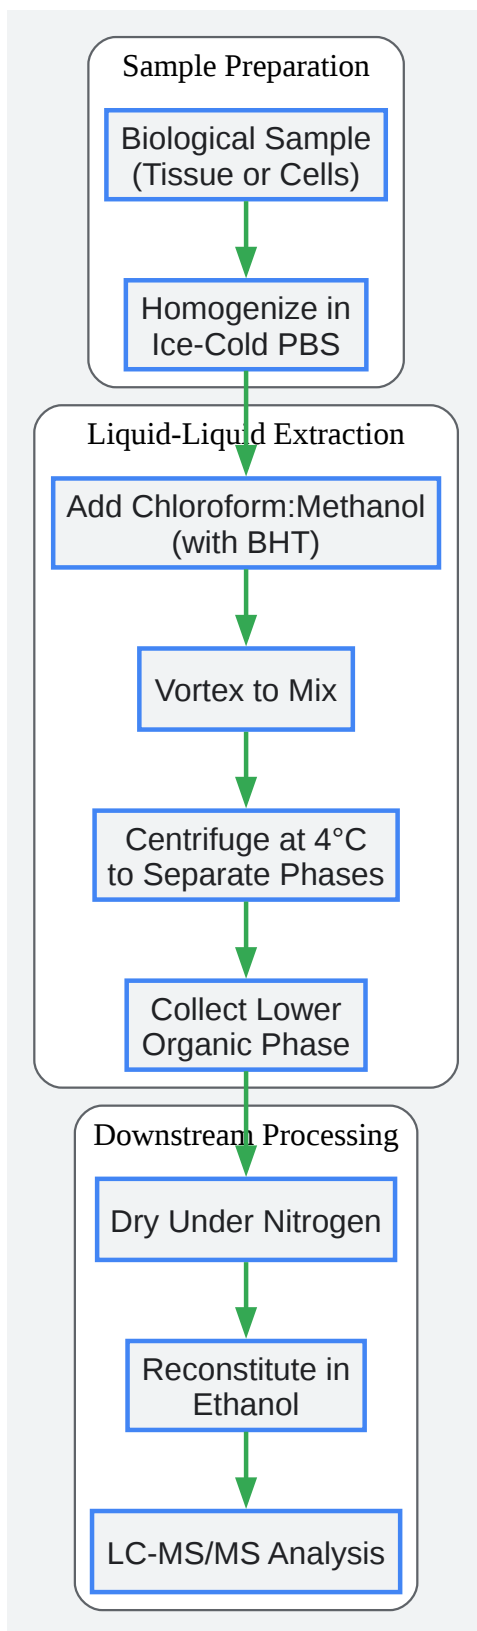 Sample Preparation
Biological Sample
(Tissue or Cells)
Homogenize in
Ice-Cold PBS
Liquid-Liquid Extraction
Add Chloroform:Methanol
(with BHT)
Vortex to Mix
Centrifuge at 4°C
to Separate Phases
Collect Lower
Organic Phase
Downstream Processing
Dry Under Nitrogen
Reconstitute in
Ethanol
LC-MS/MS Analysis